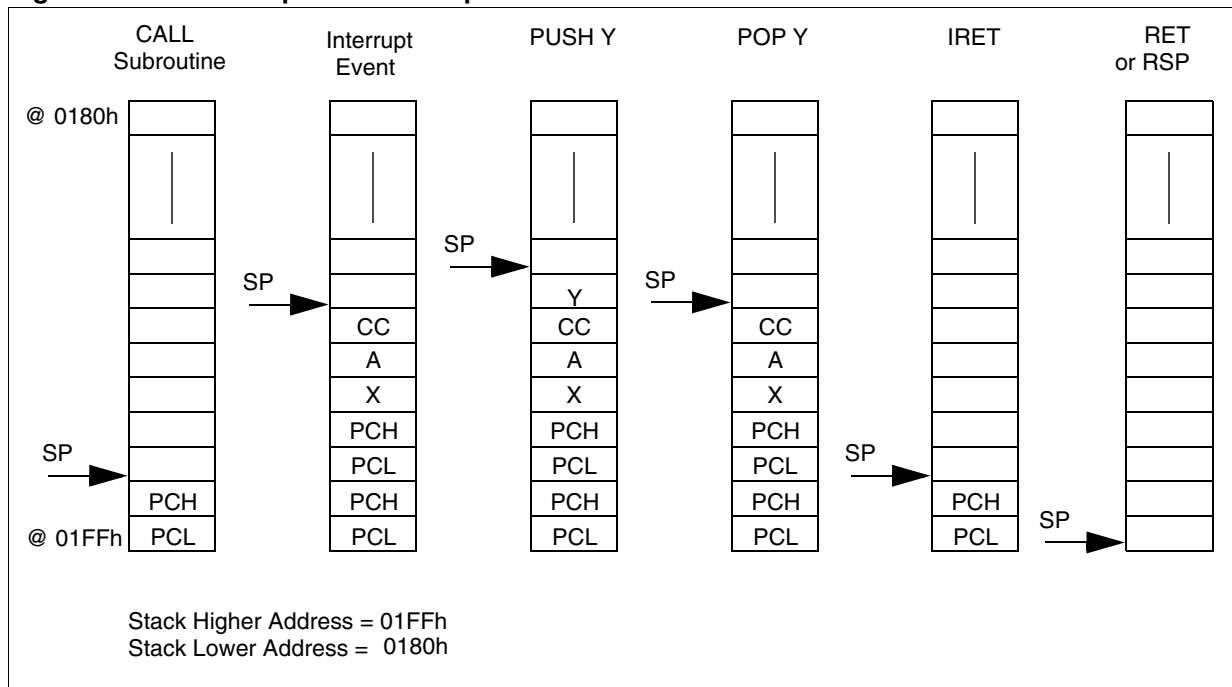 CALL
Subroutine
Interrupt
Event
PUSH Y
POP Y
IRET
RET
or RSP
@ 0180h
SP
SP
SP
Y
CC
CC
CC
A
A
A
X
X
X
PCH
PCH
PCH
SP
SP
PCL
PCL
PCL
PCH
PCH
PCH
PCH
PCH
SP
@ 01FFh
PCL
PCL
PCL
PCL
PCL
Stack Higher Address = 01FFh
Stack Lower Address = 0180h